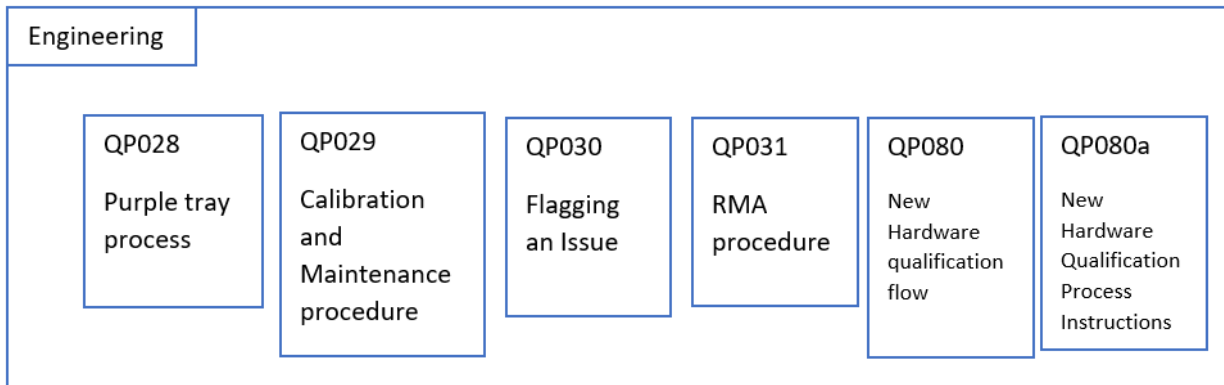 Engineering
QP028
Purple tray
process
QP029
Calibration
and
Maintenance
procedure
QP030
Flagging
an Issue
QP031
RMA
procedure
QP080
New
Hardware
qualification
flow
QP080a
New
Hardware
Qualification
Process
Instructions